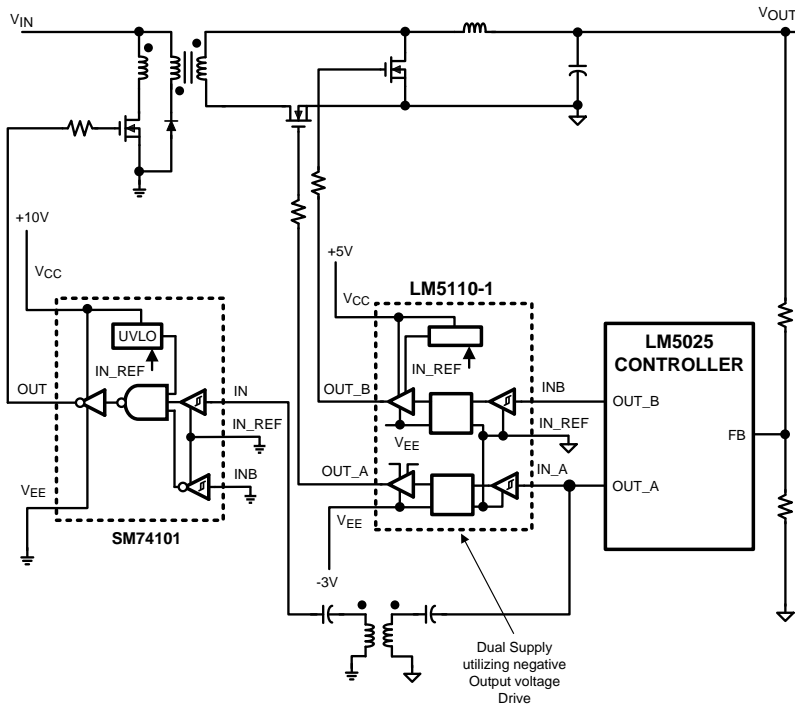 VIN
VOUT
+10V
VCC
UVLO
IN_REF
OUT
IN
IN_REF
INB
VEE
SM74101
+5V
LM5110-1
VCC
IN_REF
OUT_B
INB
IN_REF
VEE
OUT_A
IN_A
VEE
-3V
LM5025
CONTROLLER
OUT_B
FB
OUT_A
Dual Supply
utilizing negative
Output voltage
Drive